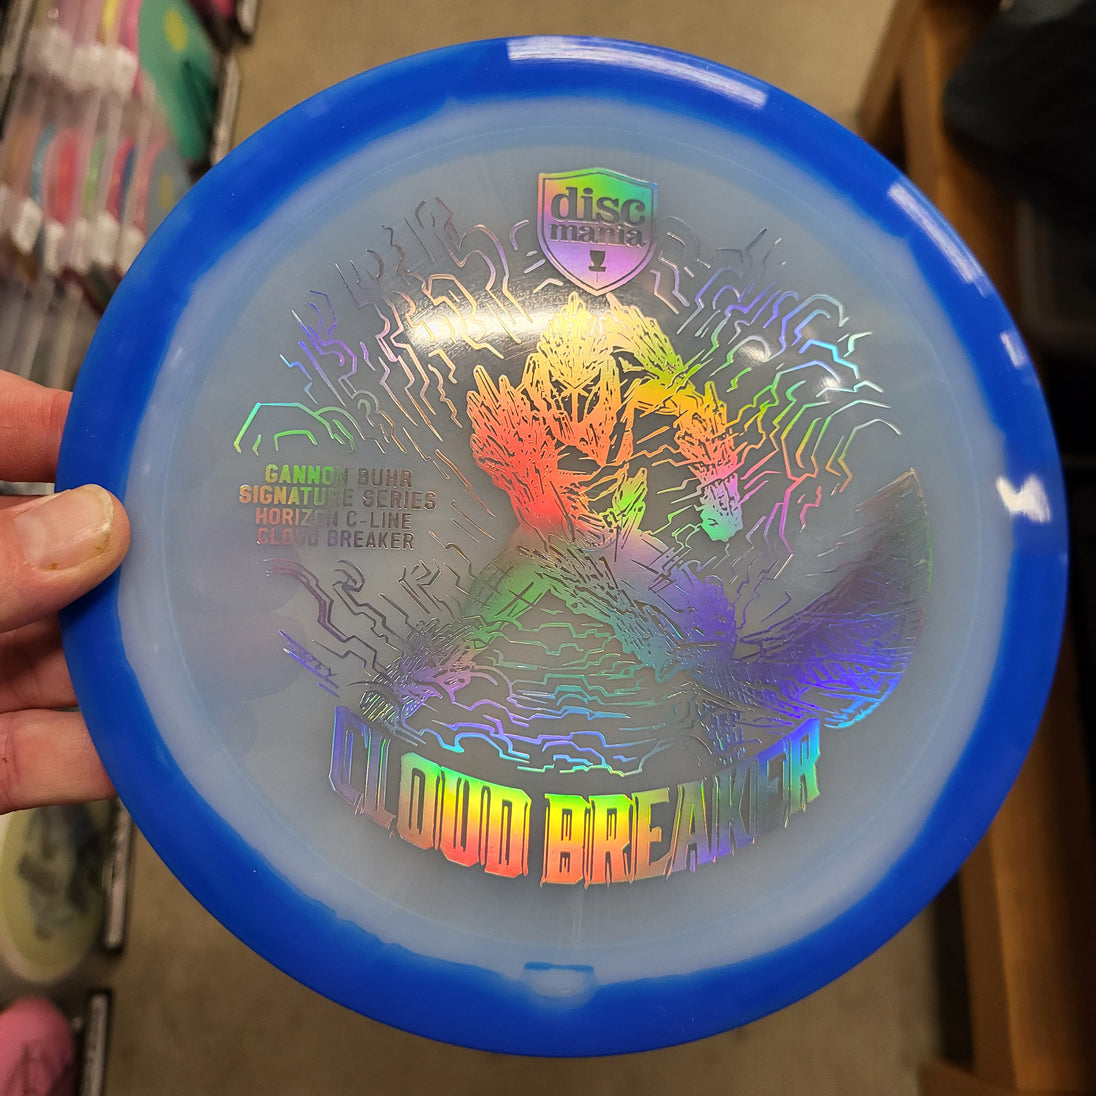 disc
mania
GANNON BUHR
SIGNATURE SERIES
HORIZON C-LINE
CLOUD BREAKER
CLOUD BREAKER